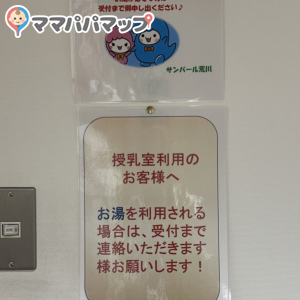 ママパパマップ
受付まで御申し出ください♪
サンパール荒川
授乳室利用の
お客様へ
お湯を利用される
場合は、受付まで
連絡いただきます
様お願いします！